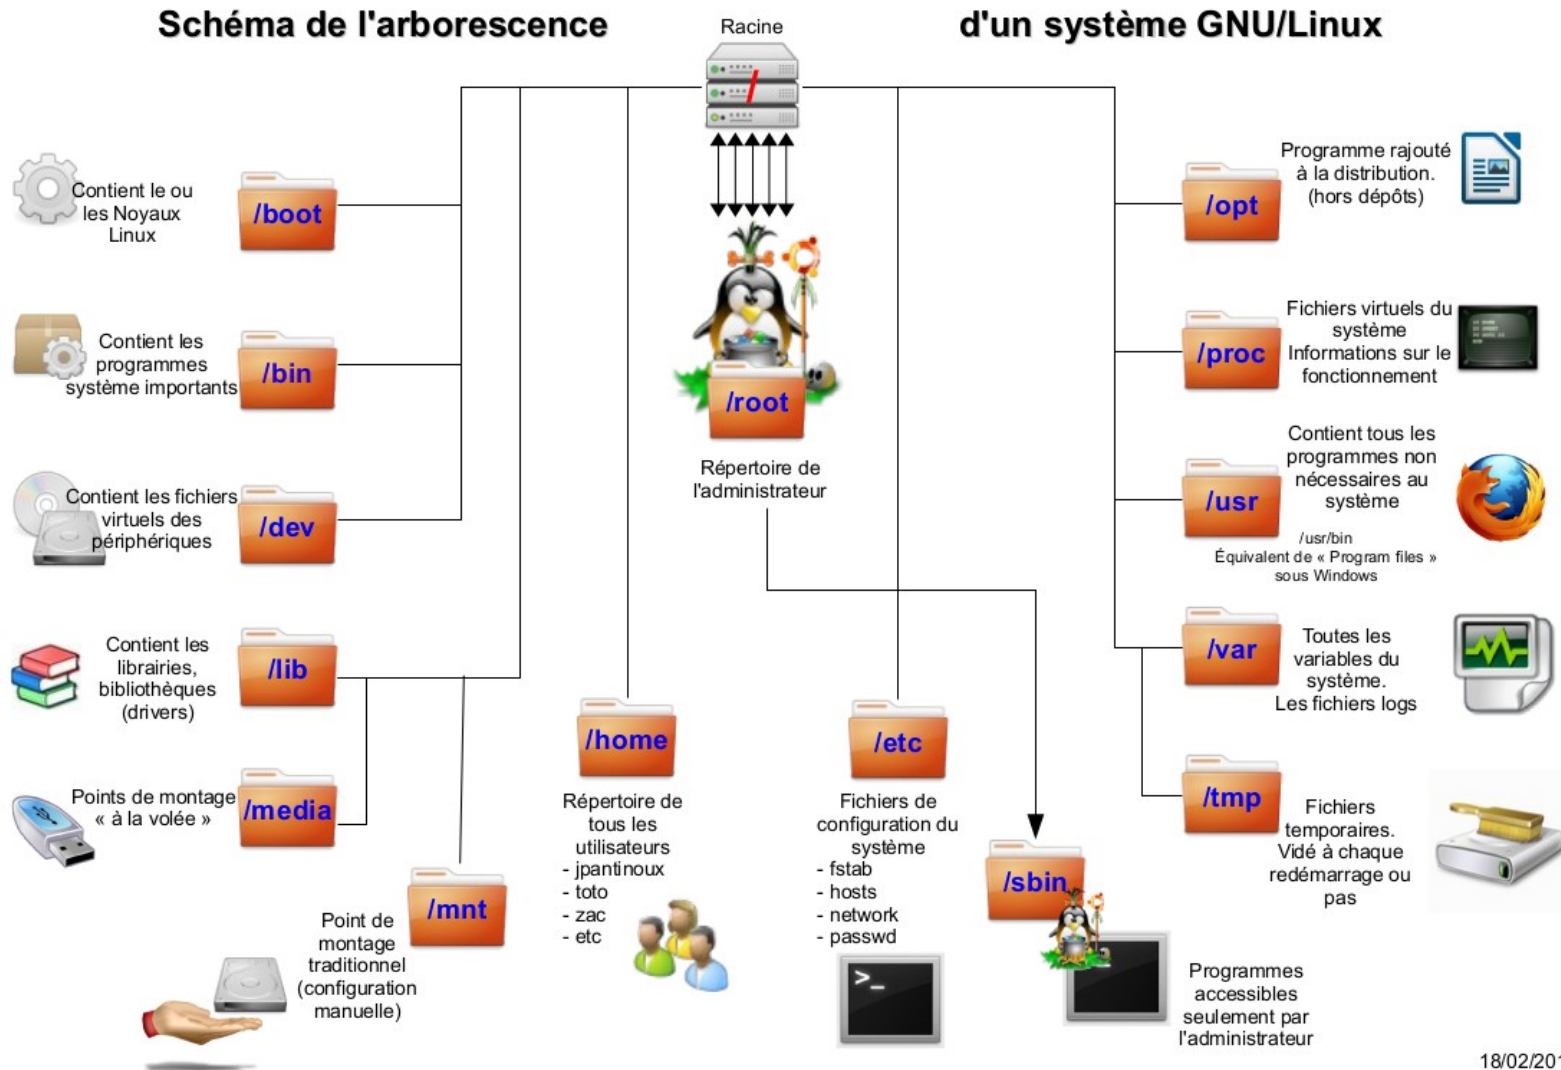 Schéma de l'arborescence
Racine
d'un système GNU/Linux
/
Contient le ou
les Noyaux
Linux
/boot
Contient les
programmes
système importants
/bin
Contient les fichiers
virtuels des
périphériques
/dev
Contient les
librairies,
bibliothèques
(drivers)
/lib
Points de montage
« à la volée »
/media
Point de
montage
traditionnel
(configuration
manuelle)
/mnt
/home
Répertoire de
tous les
utilisateurs
- jpantinoux
- toto
- zac
- etc
/root
Répertoire de
l'administrateur
/etc
Fichiers de
configuration du
système
- fstab
- hosts
- network
- passwd
>_
/sbin
Programmes
accessibles
seulement par
l'administrateur
/opt
Programme rajouté
à la distribution.
(hors dépôts)
/proc
Fichiers virtuels du
système
Informations sur le
fonctionnement
/usr
Contient tous les
programmes non
nécessaires au
système
/usr/bin
Équivalent de « Program files »
sous Windows
/var
Toutes les
variables du
système.
Les fichiers logs
/tmp
Fichiers
temporaires.
Vidé à chaque
redémarrage ou
pas